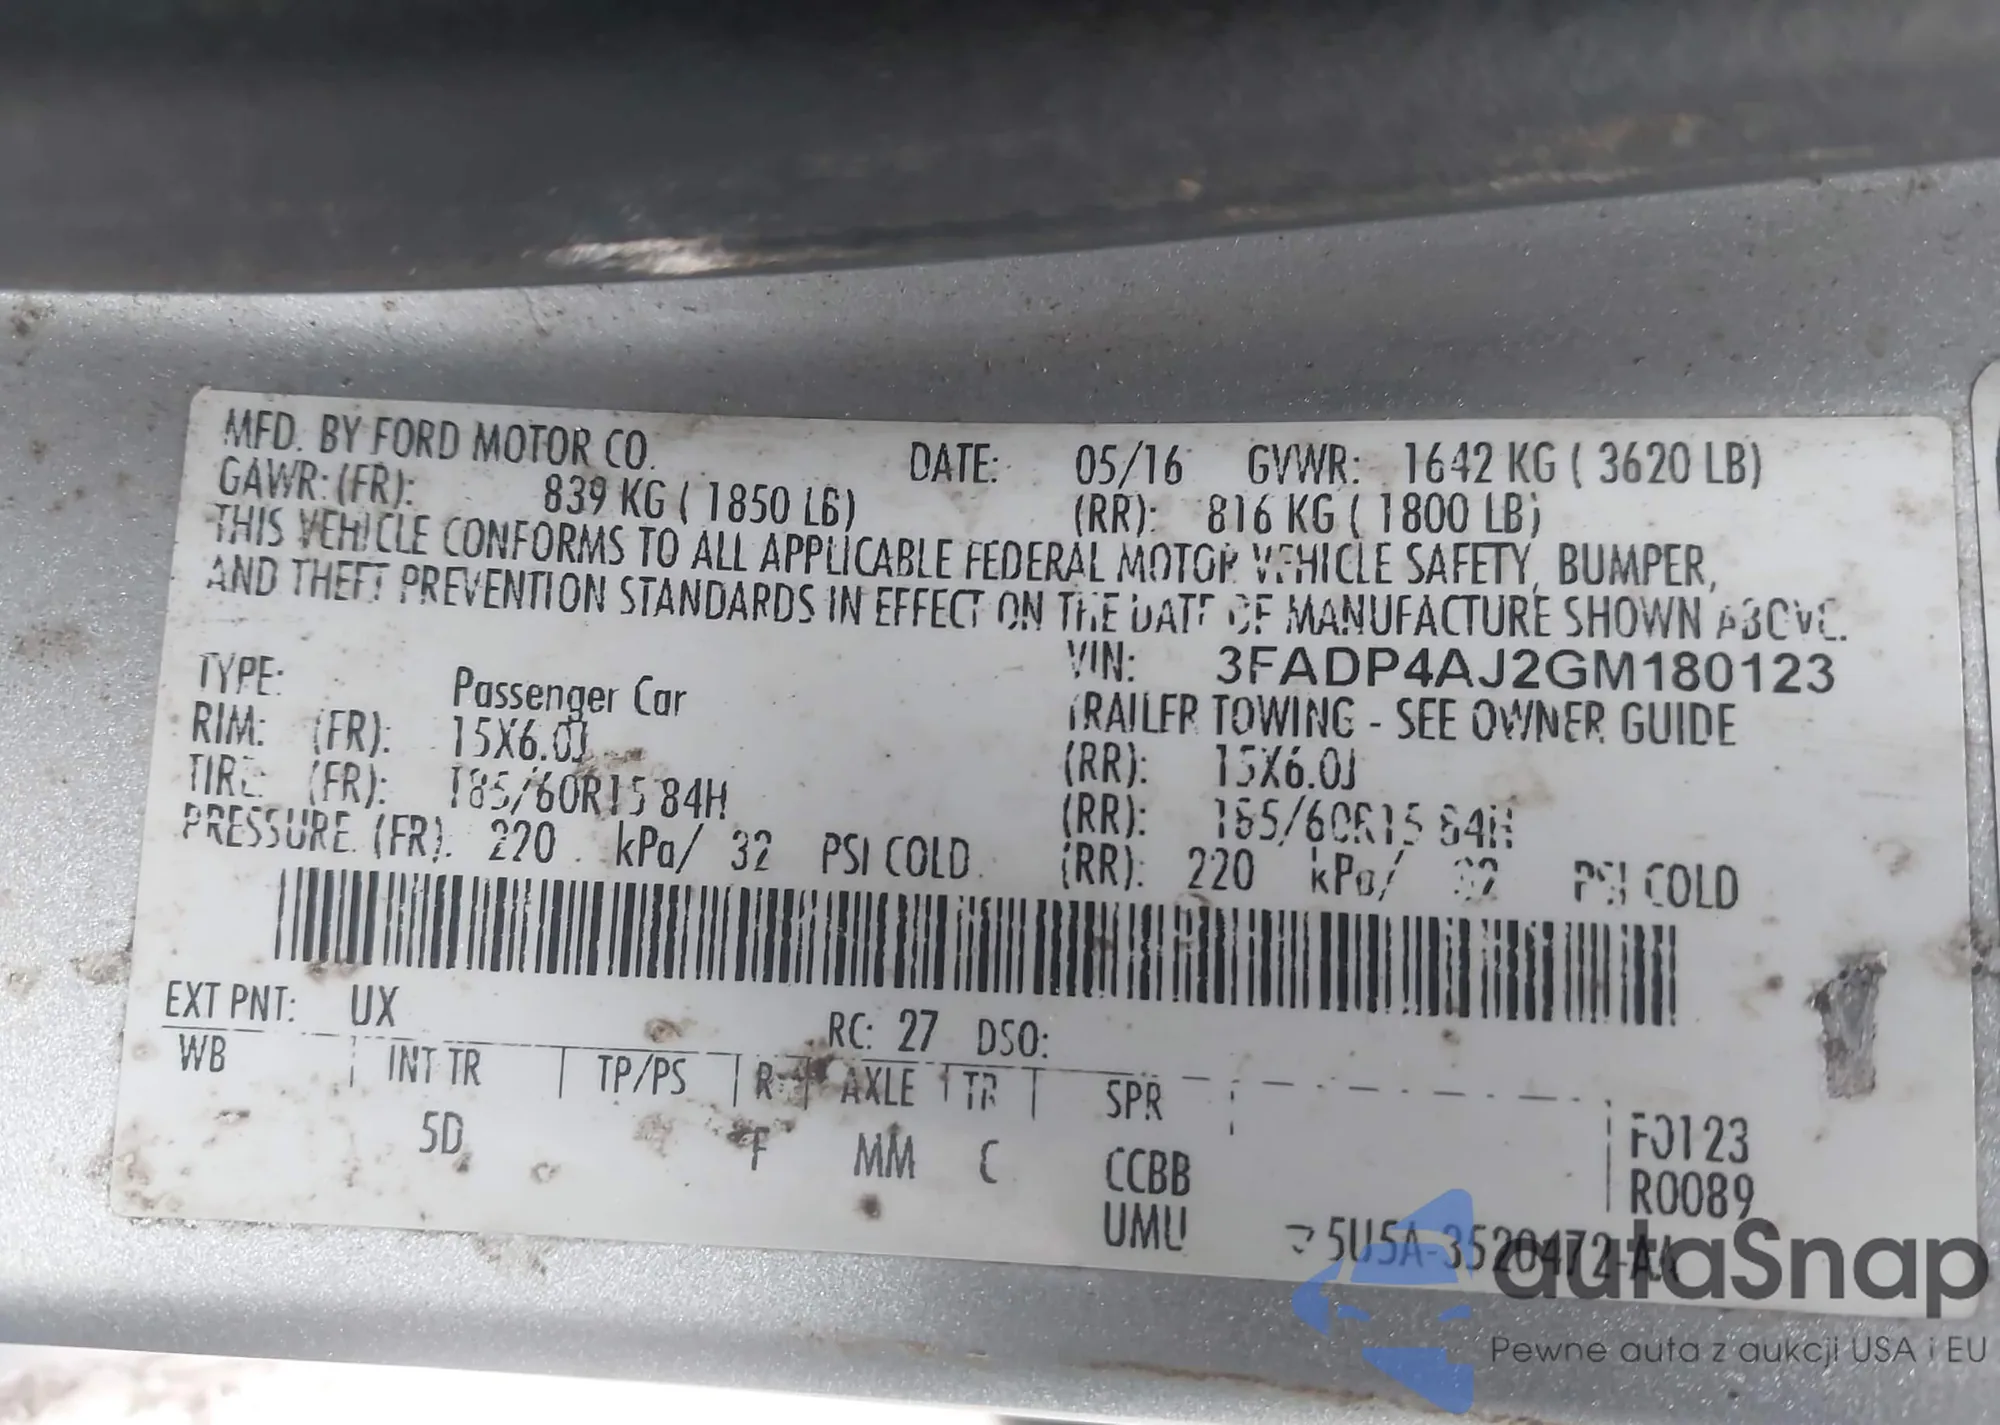 MFD. BY FORD MOTOR CO.
DATE: 05/16 GVWR: 1642 KG ( 3620 LB)
GAWR: (FR): 839 KG ( 1850 LB) (RR): 816 KG ( 1800 LB)
THIS VEHICLE CONFORMS TO ALL APPLICABLE FEDERAL MOTOR VEHICLE SAFETY, BUMPER,
AND THEFT PREVENTION STANDARDS IN EFFECT ON THE DATE OF MANUFACTURE SHOWN ABOVE.
VIN: 3FADP4AJ2GM180123
TYPE: Passenger Car TRAILER TOWING - SEE OWNER GUIDE
RIM: (FR): 15X6.0J (RR): 15X6.0J
TIRE: (FR): 185/60R15 84H (RR): 185/60R15 84H
PRESSURE (FR): 220 kPa/ 32 PSI COLD (RR): 220 kPa/ 32 PSI COLD
EXT PNT: UX RC: 27 DSO:
WB INT TR TP/PS R AXLE TR SPR
5D F MM C CCBB
F0123
R0089
UMU 5U5A-3520472-AA
autaSnap
Pewne auta z aukcji USA i EU